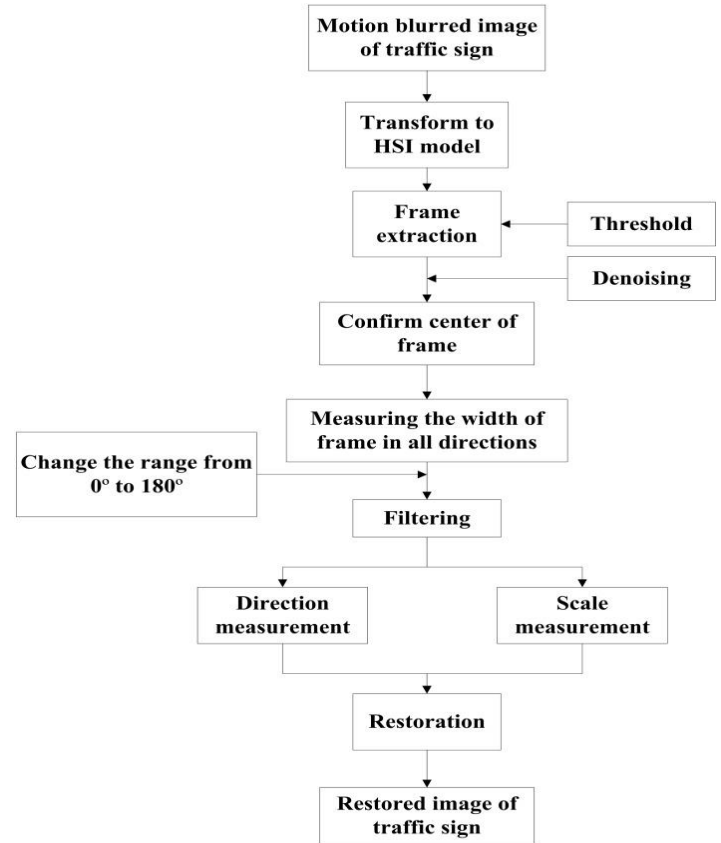 Motion blurred image
of traffic sign
Transform to
HSI model
Frame
extraction
Threshold
Denoising
Confirm center of
frame
Measuring the width of
frame in all directions
Change the range from
0° to 180°
Filtering
Direction
measurement
Scale
measurement
Restoration
Restored image of
traffic sign